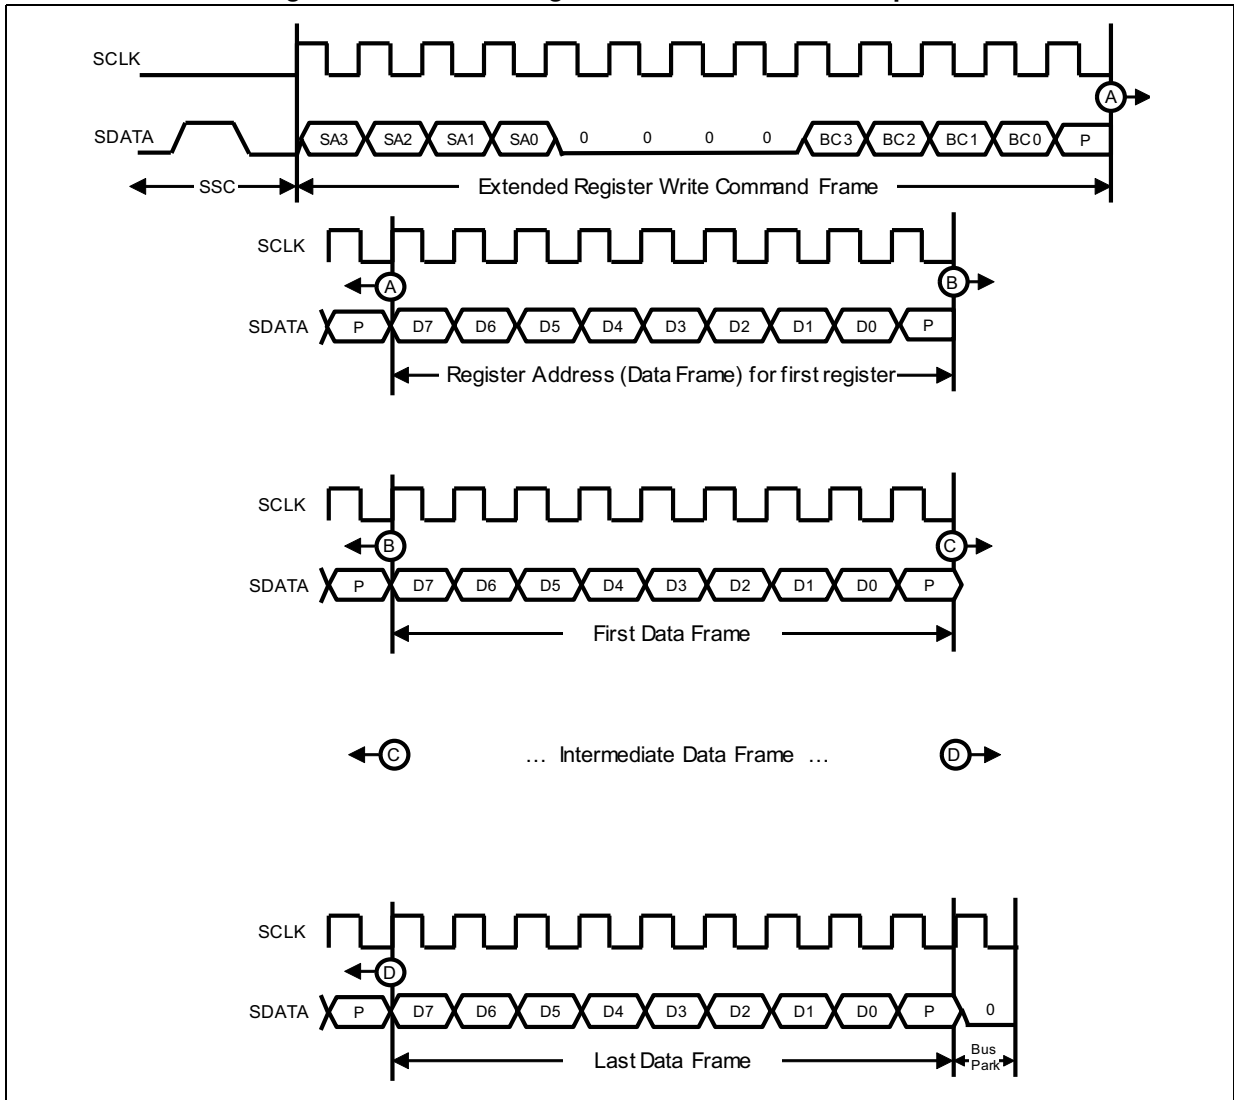 SCLK
A
SDATA SA3 SA2 SA1 SA0 0 0 0 0 BC3 BC2 BC1 BC0 P
SSC Extended Register Write Command Frame
SCLK
A B
SDATA P D7 D6 D5 D4 D3 D2 D1 D0 P
Register Address (Data Frame) for first register
SCLK
B C
SDATA P D7 D6 D5 D4 D3 D2 D1 D0 P
First Data Frame
C ... Intermediate Data Frame ... D
SCLK
D
SDATA P D7 D6 D5 D4 D3 D2 D1 D0 P 0
Last Data Frame Bus
Park